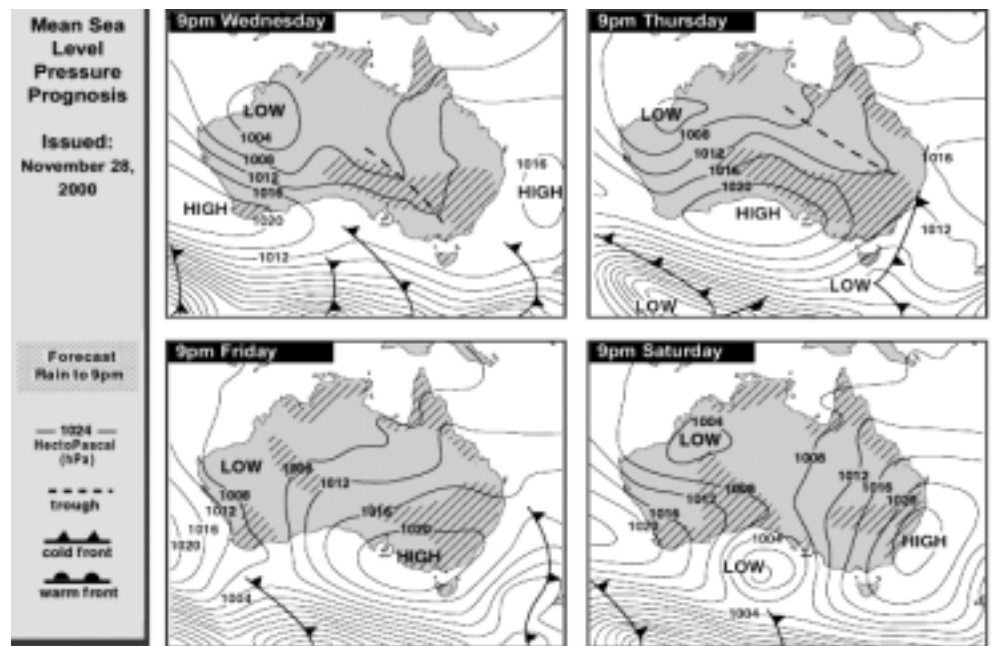 Mean Sea
Level
Pressure
Prognosis
Issued:
November 28,
2000
Forecast
Rain to 9pm
1024
HectoPascal
(hPa)
trough
cold front
warm front
9pm Wednesday
LOW
1004
1008
1012
1016
HIGH
1020
1012
1016
HIGH
9pm Thursday
LOW
1008
1012
1016
1020
HIGH
1016
1012
LOW
LOW
9pm Friday
LOW
1008
1008
1012
1012
1016
1020
1016
1020
HIGH
1004
9pm Saturday
1004
LOW
1008
1012
1016
1020
HIGH
1008
1012
1016
1020
1004
LOW
1004